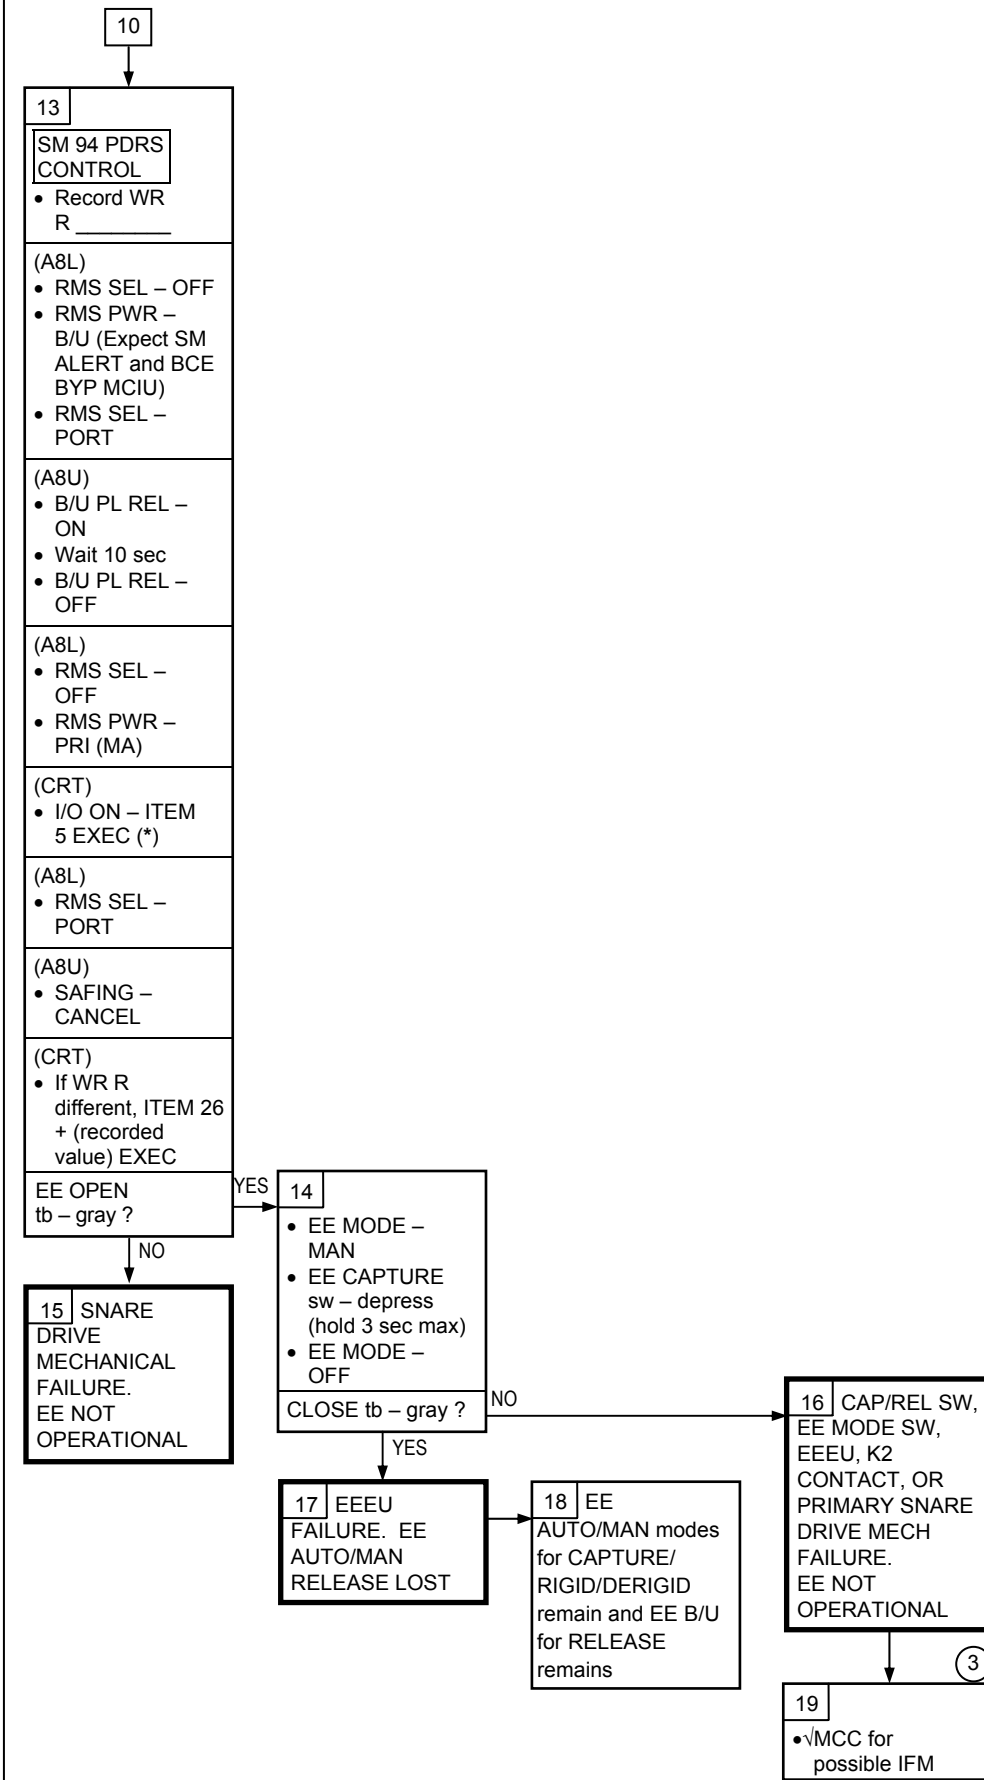 10
13
SM 94 PDRS
CONTROL
• Record WR
R ________
(A8L)
• RMS SEL – OFF
• RMS PWR –
B/U (Expect SM
ALERT and BCE
BYP MCIU)
• RMS SEL –
PORT
(A8U)
• B/U PL REL –
ON
• Wait 10 sec
• B/U PL REL –
OFF
(A8L)
• RMS SEL –
OFF
• RMS PWR –
PRI (MA)
(CRT)
• I/O ON – ITEM
5 EXEC (*)
(A8L)
• RMS SEL –
PORT
(A8U)
• SAFING –
CANCEL
(CRT)
• If WR R
different, ITEM 26
+ (recorded
value) EXEC
EE OPEN
tb – gray ?
YES
NO
14
• EE MODE –
MAN
• EE CAPTURE
sw – depress
(hold 3 sec max)
• EE MODE –
OFF
CLOSE tb – gray ?
NO
YES
15 SNARE
DRIVE
MECHANICAL
FAILURE.
EE NOT
OPERATIONAL
16 CAP/REL SW,
EE MODE SW,
EEEU, K2
CONTACT, OR
PRIMARY SNARE
DRIVE MECH
FAILURE.
EE NOT
OPERATIONAL
17 EEEU
FAILURE. EE
AUTO/MAN
RELEASE LOST
18 EE
AUTO/MAN modes
for CAPTURE/
RIGID/DERIGID
remain and EE B/U
for RELEASE
remains
3
19
•√MCC for
possible IFM